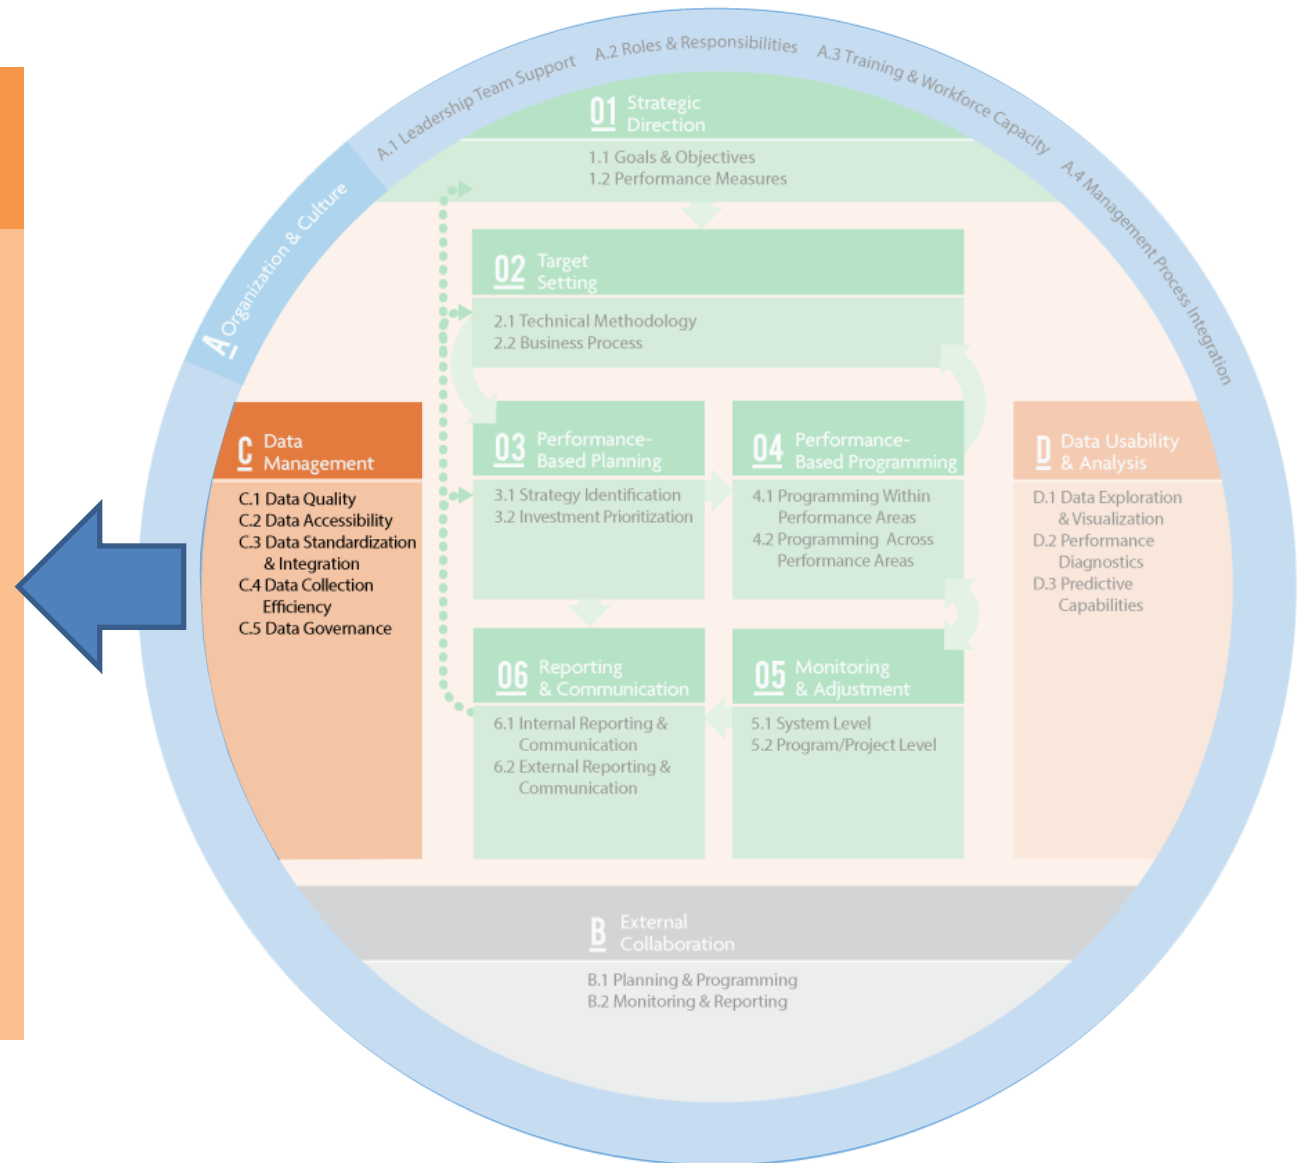 A.1 Leadership Team Support
A.2 Roles & Responsibilities
A.3 Training & Workforce Capacity
A.4 Management Process Integration
A Organization & Culture
01 Strategic
Direction
1.1 Goals & Objectives
1.2 Performance Measures
02 Target
Setting
2.1 Technical Methodology
2.2 Business Process
C Data
Management
C.1 Data Quality
C.2 Data Accessibility
C.3 Data Standardization
& Integration
C.4 Data Collection
Efficiency
C.5 Data Governance
03 Performance-
Based Planning
3.1 Strategy Identification
3.2 Investment Prioritization
04 Performance-
Based Programming
4.1 Programming Within
Performance Areas
4.2 Programming Across
Performance Areas
D Data Usability
& Analysis
D.1 Data Exploration
& Visualization
D.2 Performance
Diagnostics
D.3 Predictive
Capabilities
06 Reporting
& Communication
6.1 Internal Reporting &
Communication
6.2 External Reporting &
Communication
05 Monitoring
& Adjustment
5.1 System Level
5.2 Program/Project Level
B External
Collaboration
B.1 Planning & Programming
B.2 Monitoring & Reporting